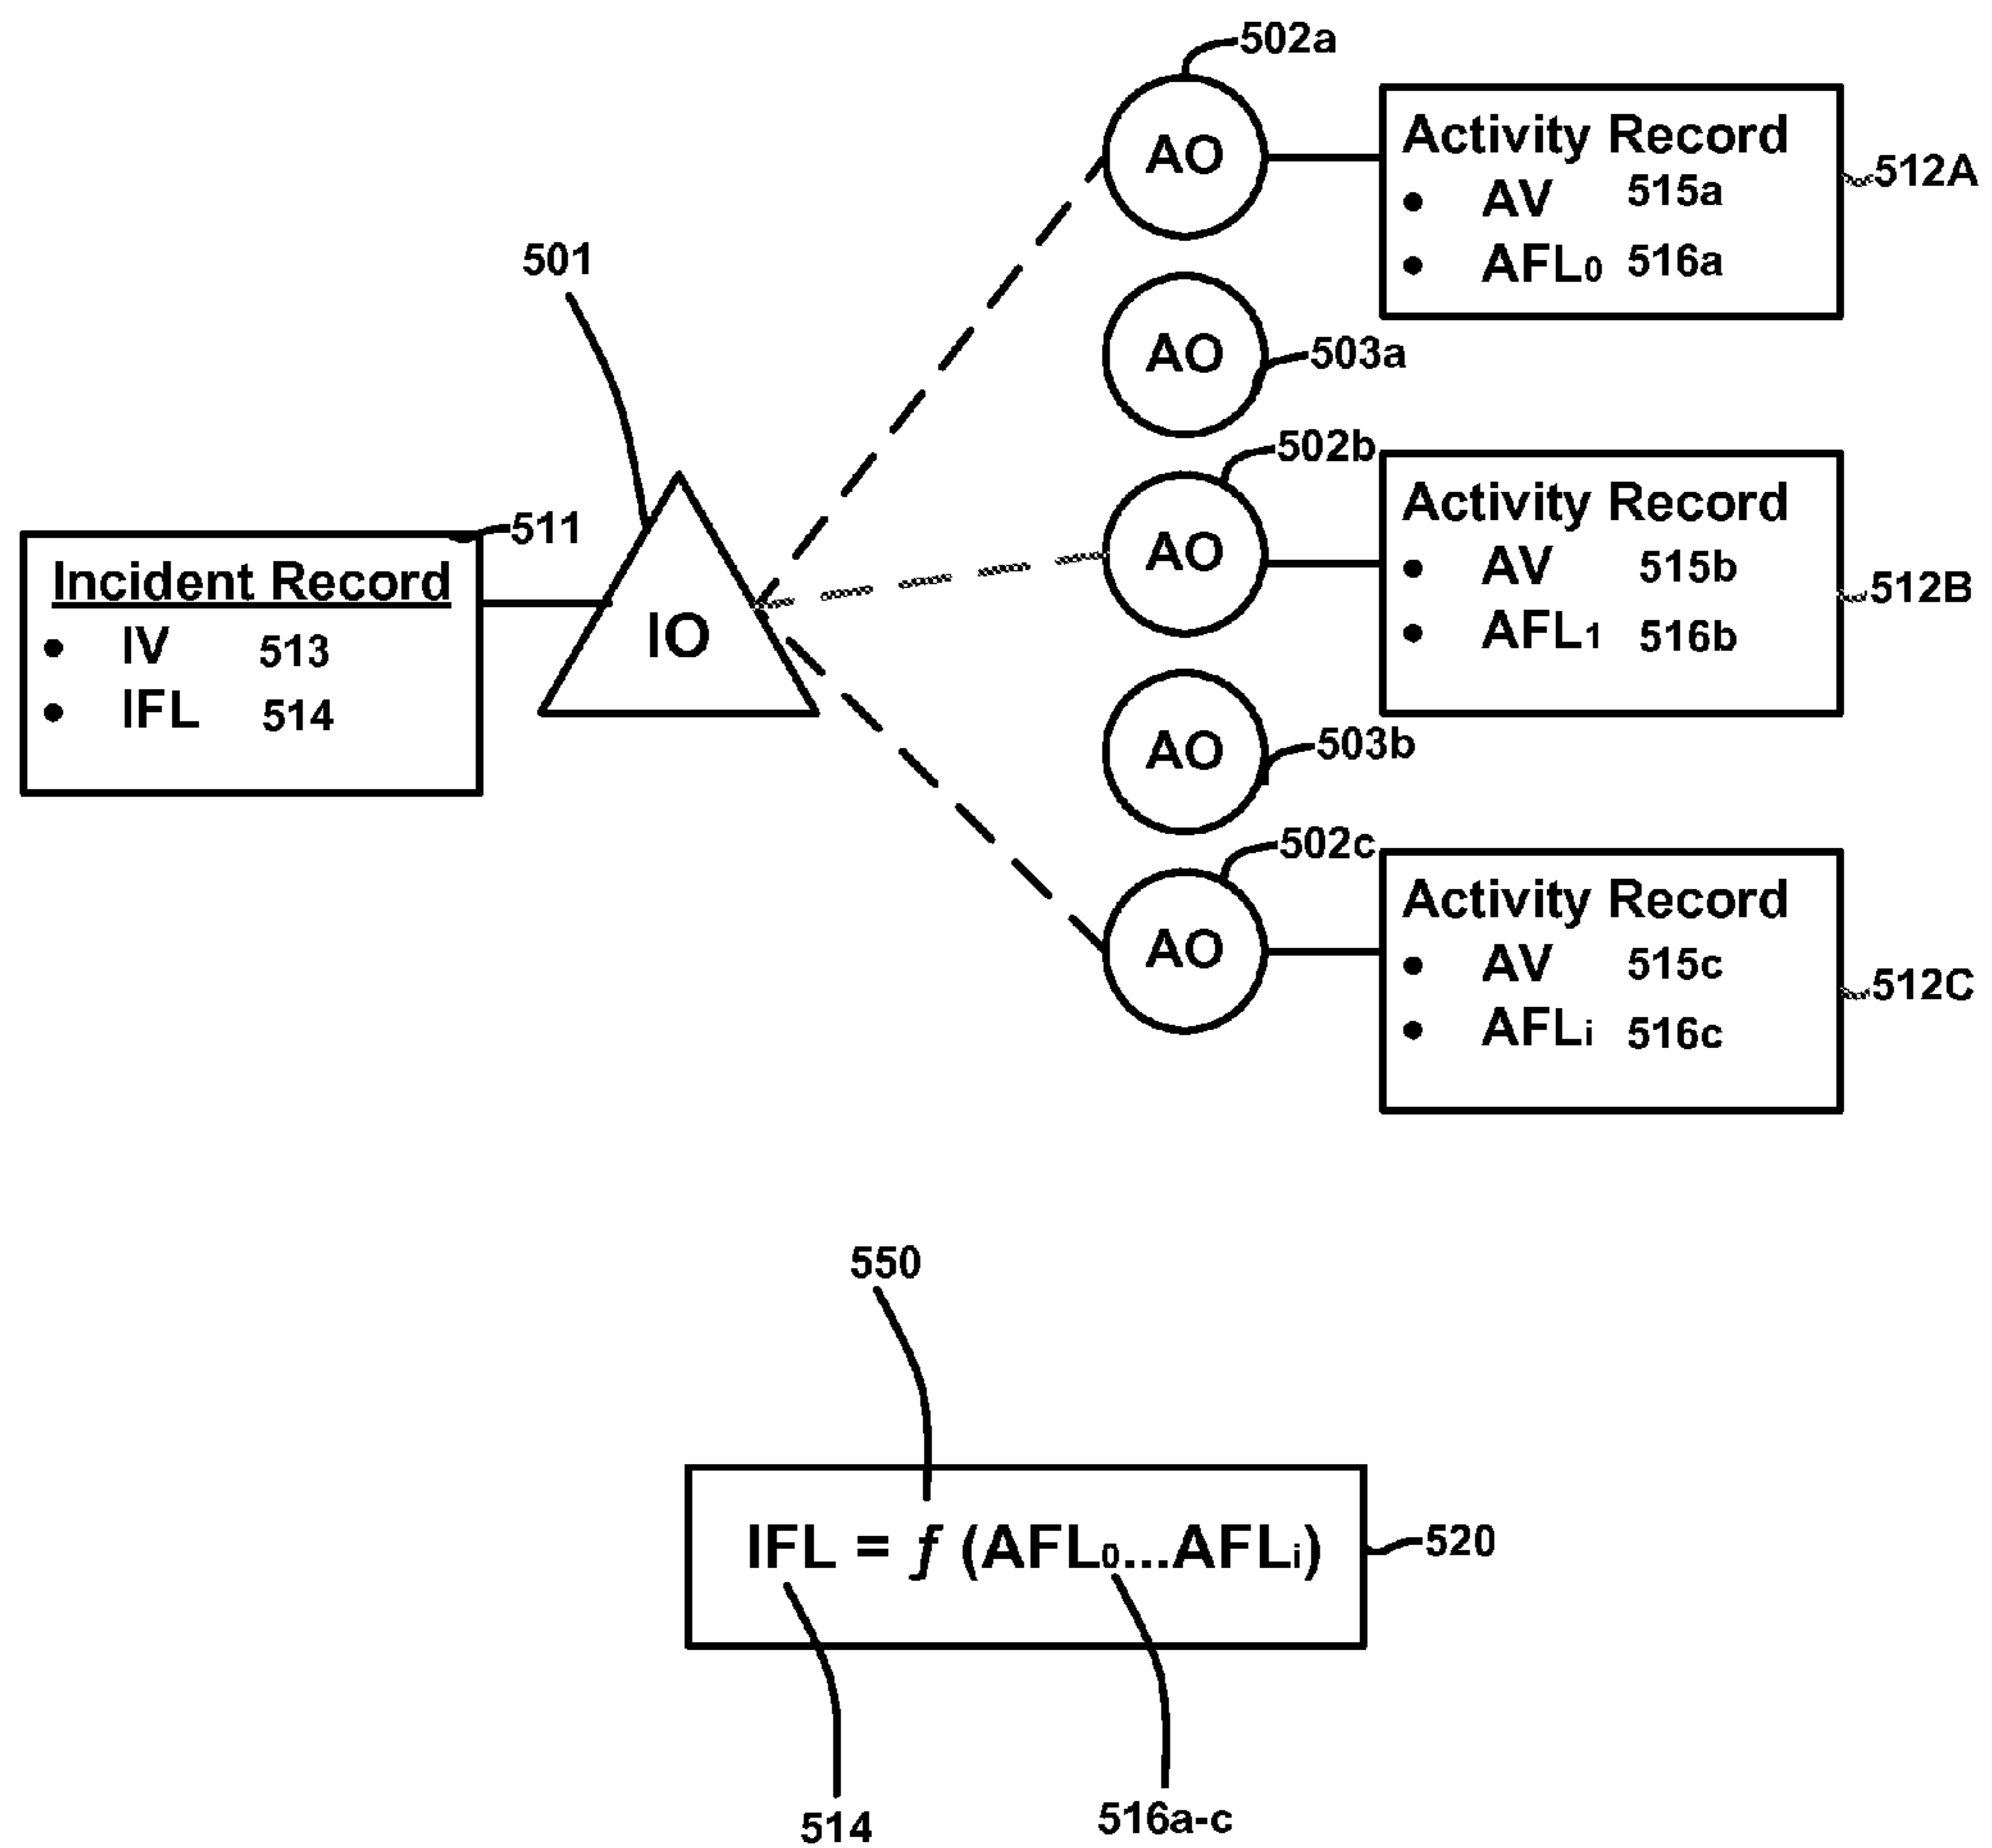 502a
AO
Activity Record
• AV 515a
• AFL0 516a
512A
501
AO
503a
502b
AO
Activity Record
• AV 515b
• AFL1 516b
512B
511
Incident Record
• IV 513
• IFL 514
IO
AO
503b
502c
AO
Activity Record
• AV 515c
• AFLi 516c
512C
550
IFL = ƒ (AFL0...AFLi)
520
514
516a-c